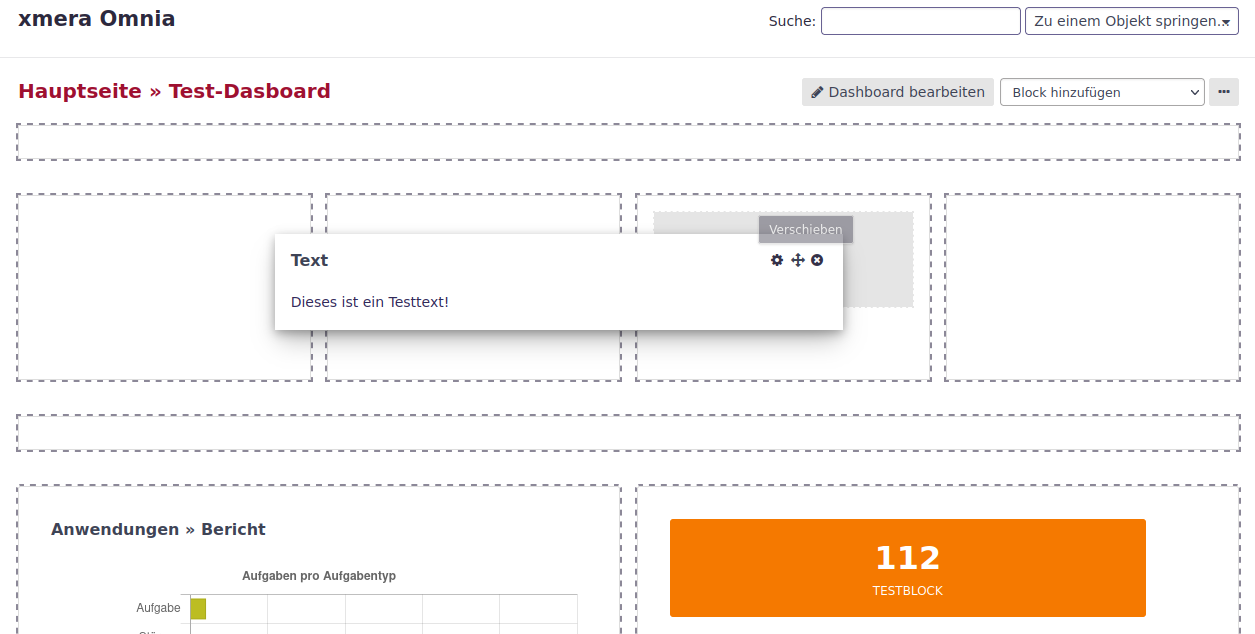 xmera Omnia
Suche:
Zu einem Objekt springen...
Hauptseite » Test-Dasboard
Dashboard bearbeiten
Block hinzufügen
Verschieben
Text
Dieses ist ein Testtext!
Anwendungen » Bericht
Aufgaben pro Aufgabentyp
Aufgabe
112
TESTBLOCK